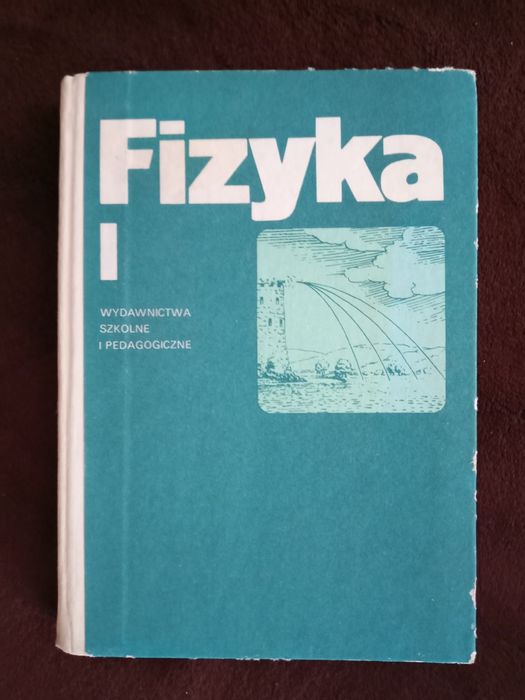 Fizyka
I
WYDAWNICTWA
SZKOLNE
I PEDAGOGICZNE